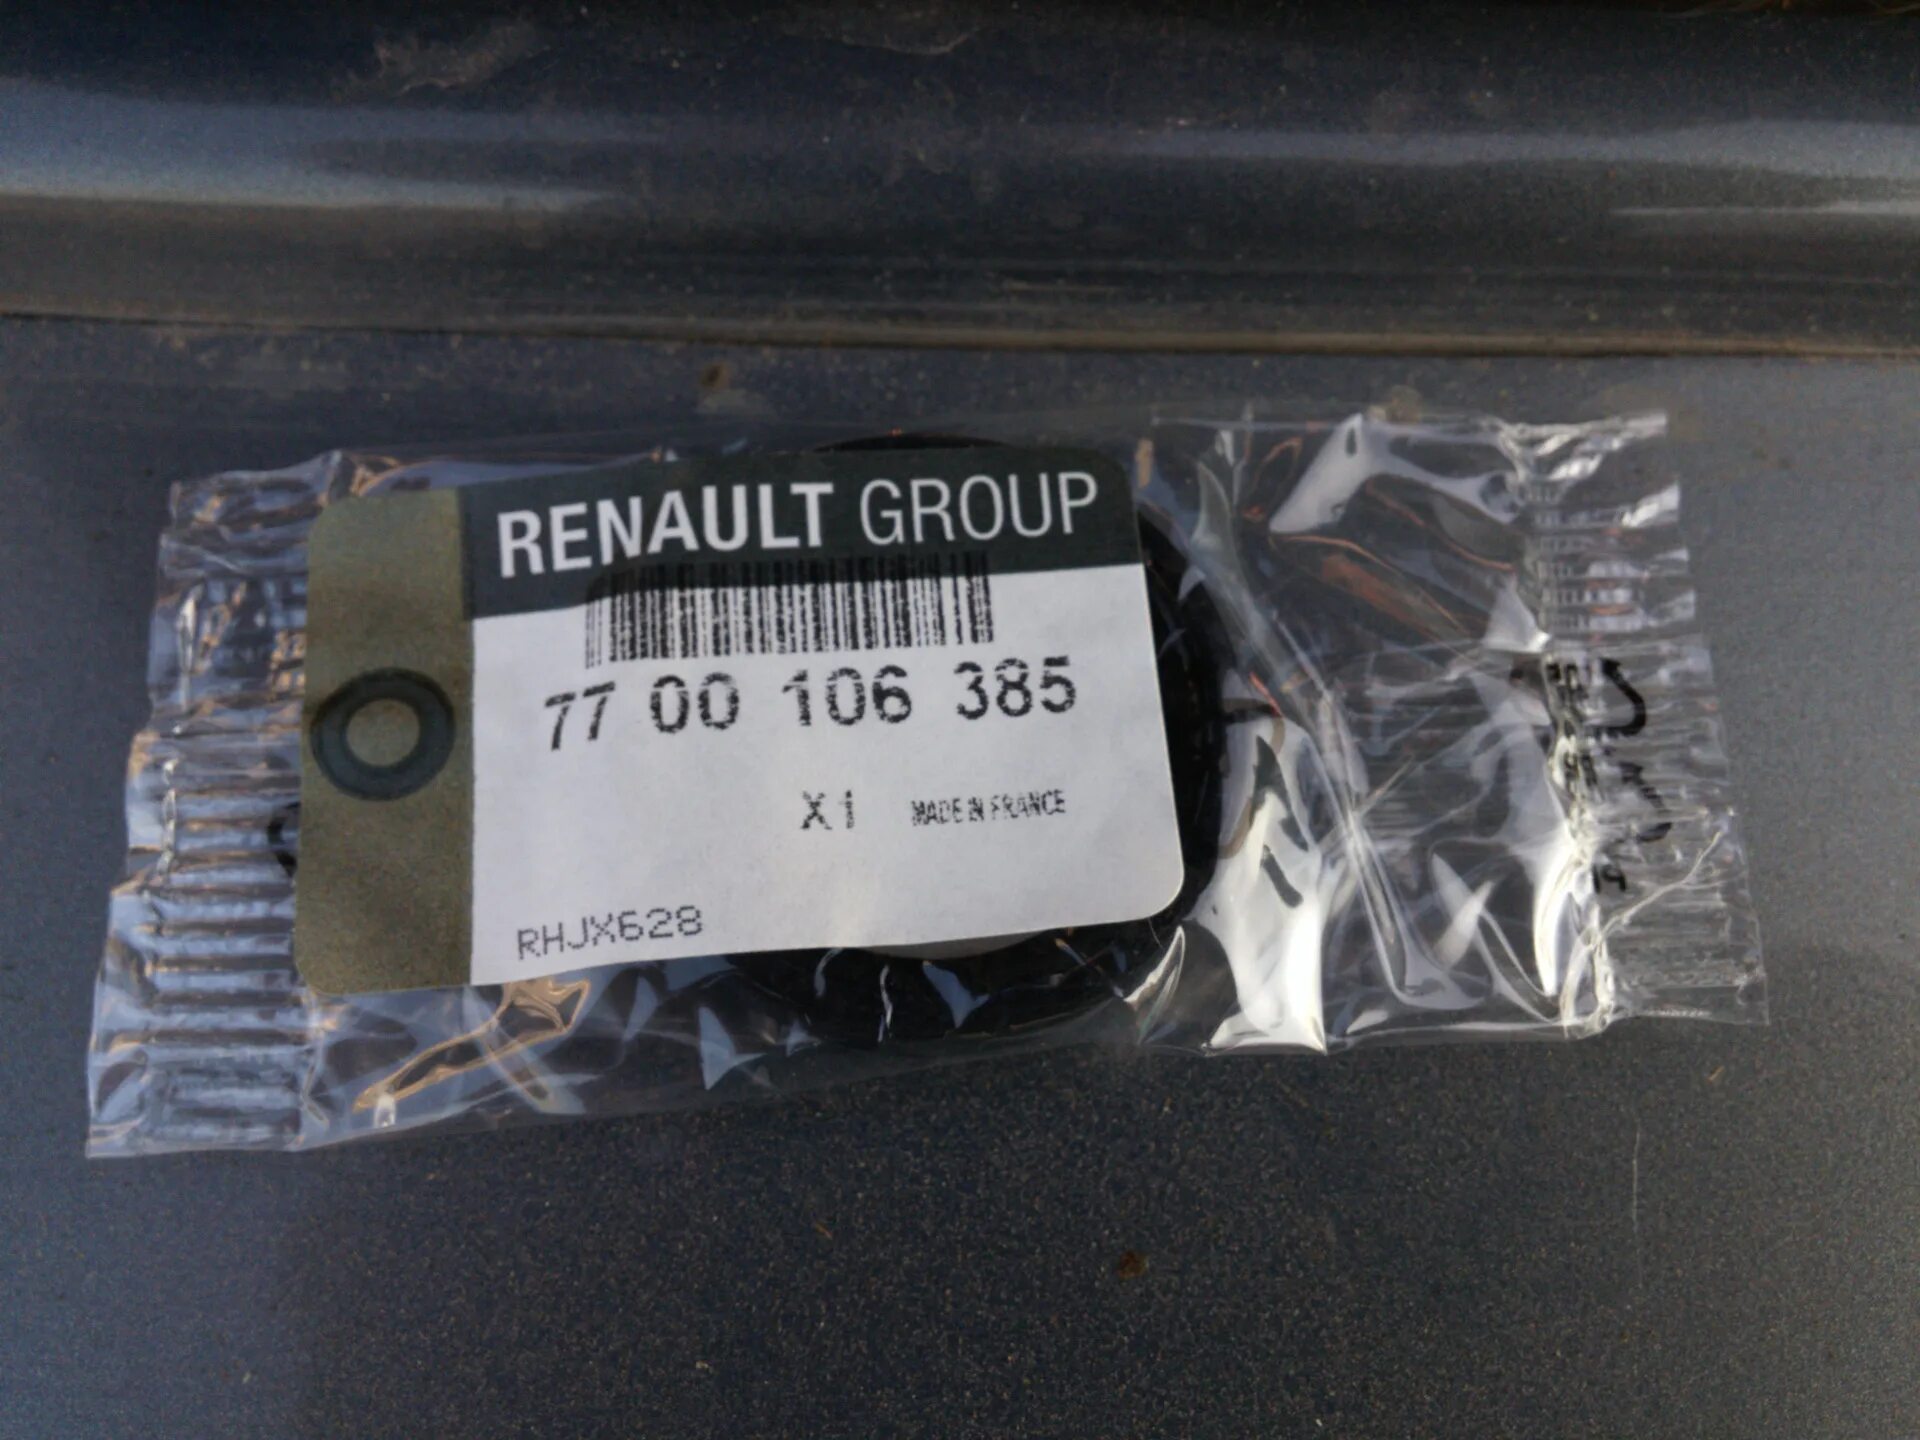 RENAULT GROUP
77 00 106 385
X1 MADE IN FRANCE
RHJX628